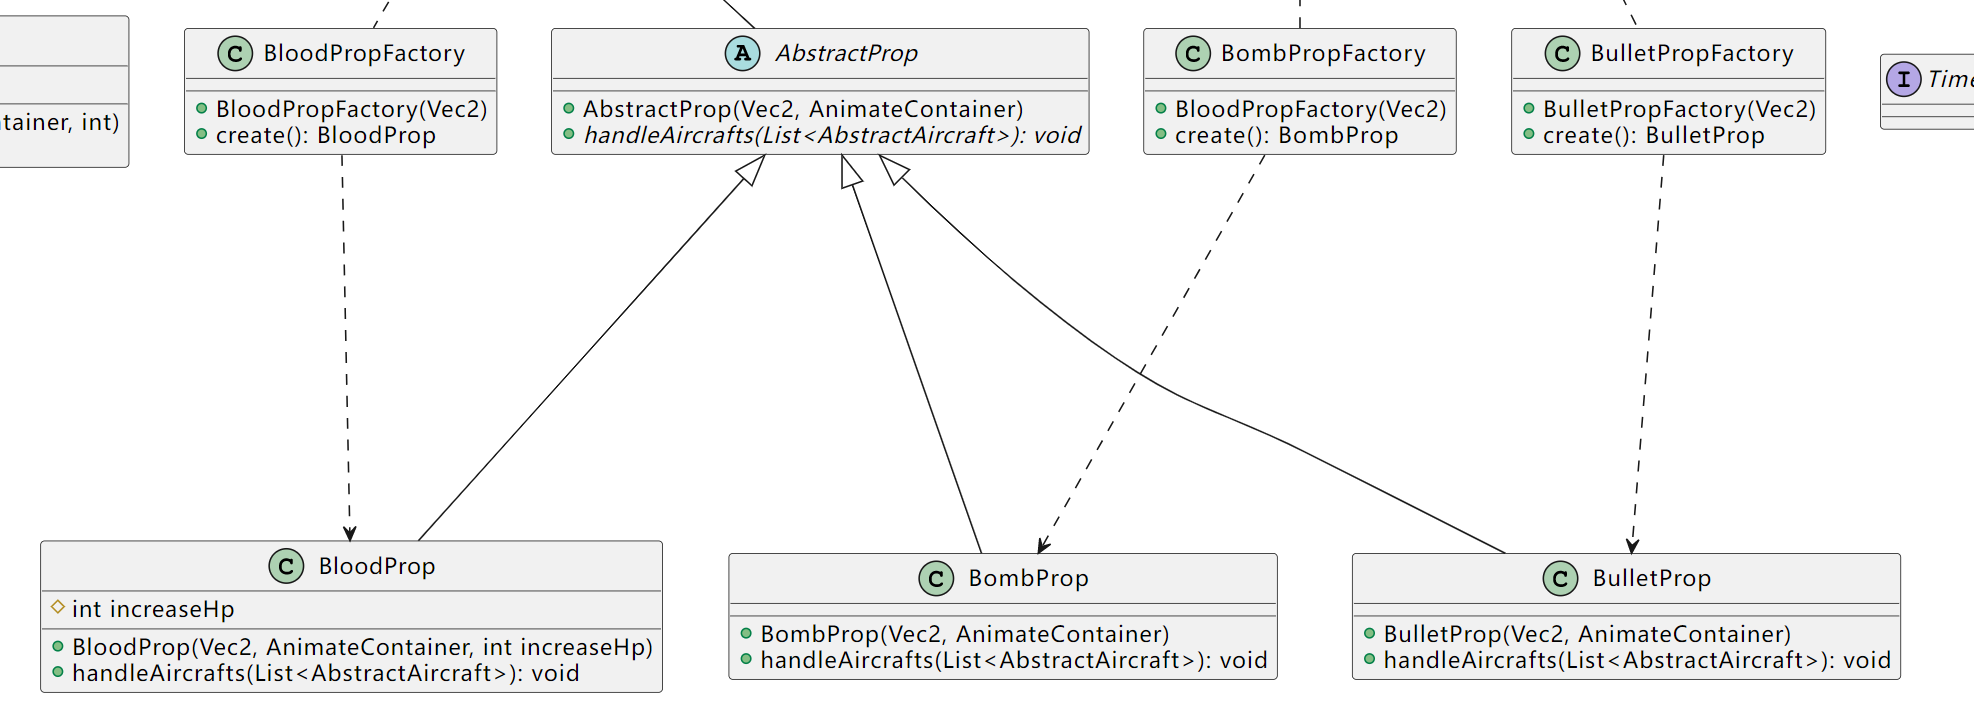 tainer, int)
C BloodPropFactory
BloodPropFactory(Vec2)
create(): BloodProp
A AbstractProp
AbstractProp(Vec2, AnimateContainer)
handleAircrafts(List<AbstractAircraft>): void
C BombPropFactory
BloodPropFactory(Vec2)
create(): BombProp
C BulletPropFactory
BulletPropFactory(Vec2)
create(): BulletProp
I Time
C BloodProp
int increaseHp
BloodProp(Vec2, AnimateContainer, int increaseHp)
handleAircrafts(List<AbstractAircraft>): void
C BombProp
BombProp(Vec2, AnimateContainer)
handleAircrafts(List<AbstractAircraft>): void
C BulletProp
BulletProp(Vec2, AnimateContainer)
handleAircrafts(List<AbstractAircraft>): void